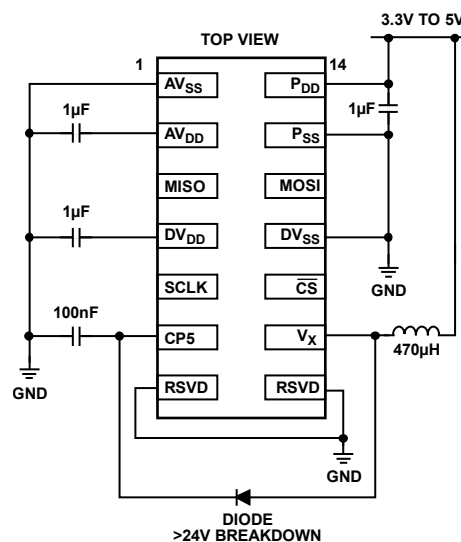 3.3V TO 5V
TOP VIEW
1
14
AVSS
PDD
1µF
1µF
AVDD
PSS
MISO
MOSI
1µF
DVDD
DVSS
SCLK
CS
GND
100nF
CP5
VX
470µH
RSVD
RSVD
GND
GND
DIODE
>24V BREAKDOWN